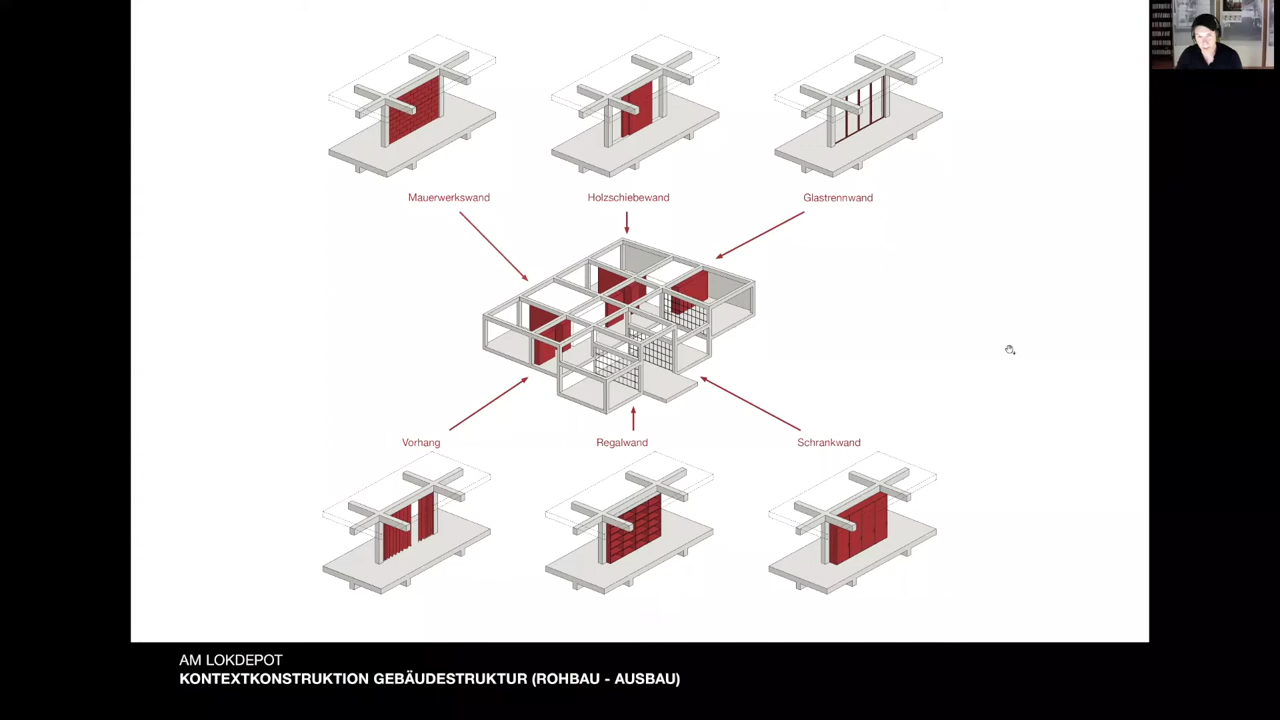 Mauerwerkswand
Holzschiebewand
Glastrennwand
Vorhang
Regalwand
Schrankwand
AM LOKDEPOT
KONTEXTKONSTRUKTION GEBÄUDESTRUKTUR (ROHBAU - AUSBAU)